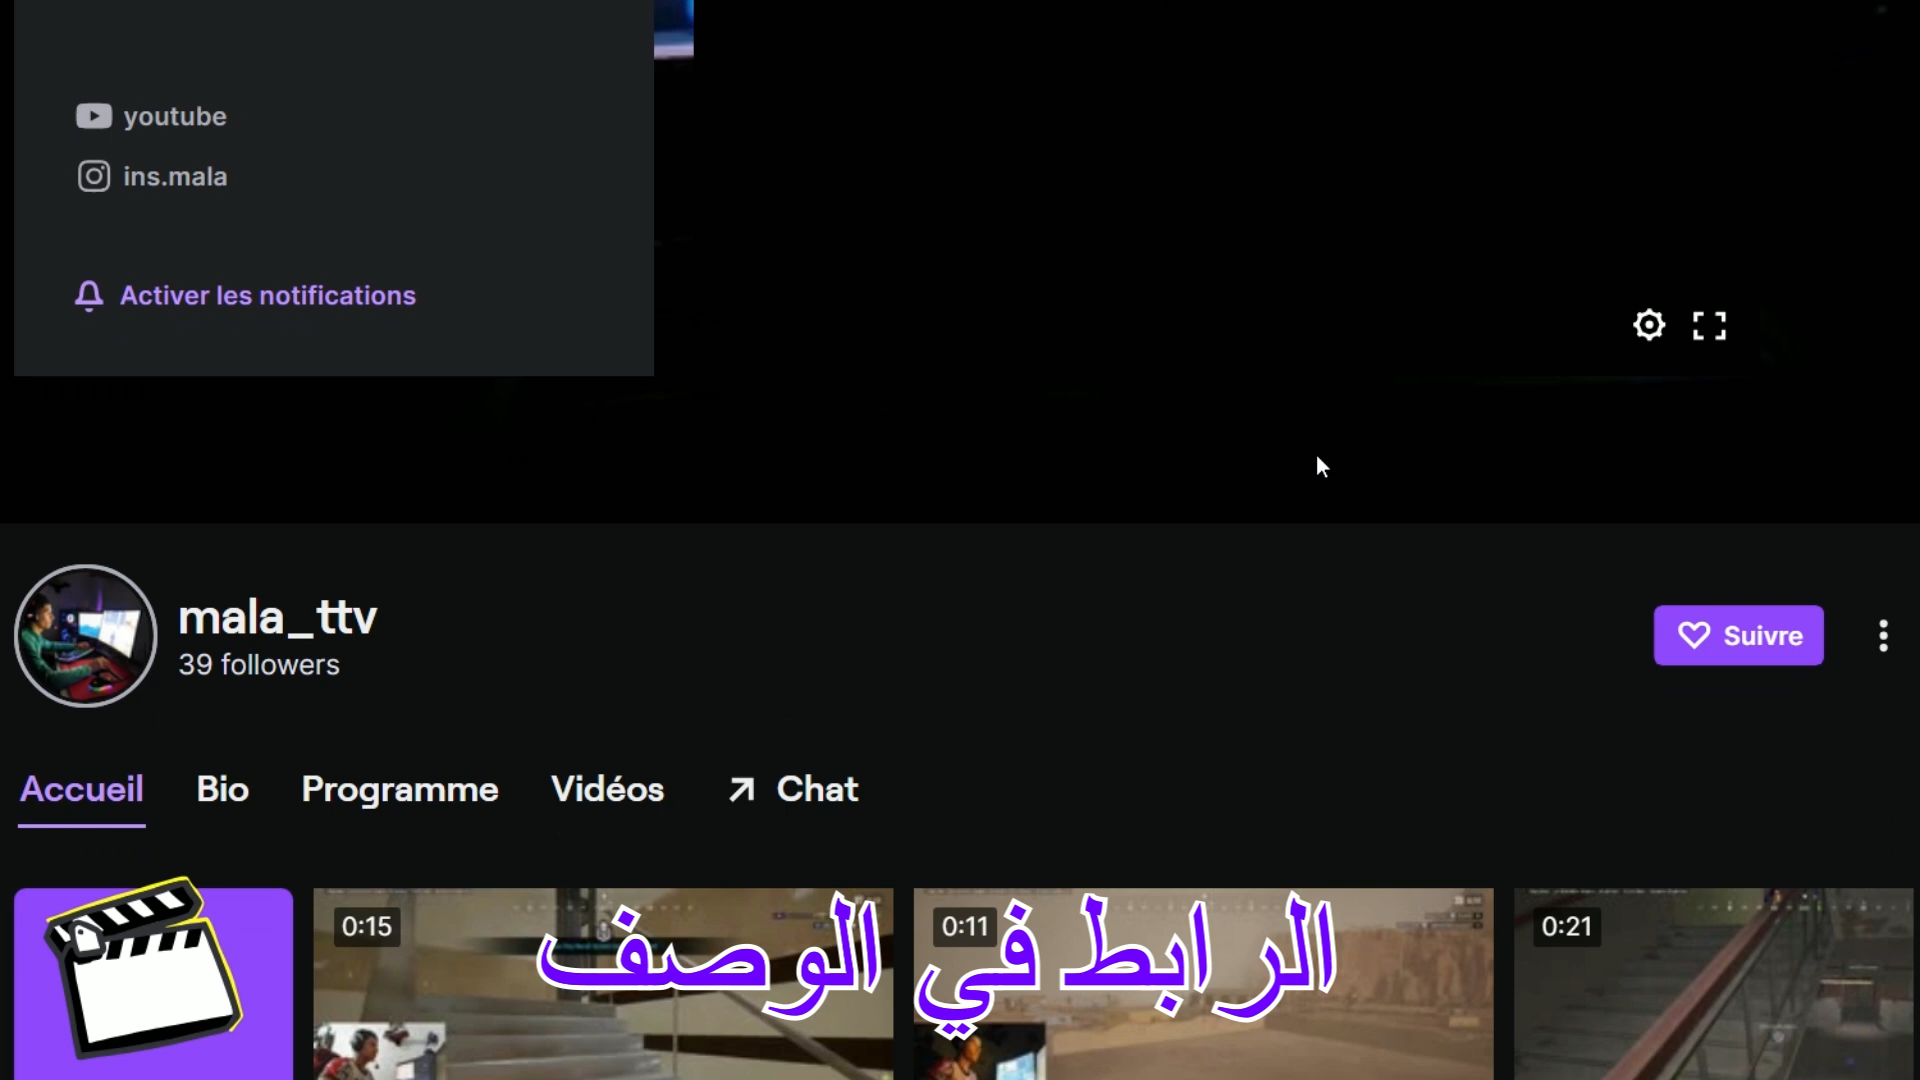 youtube
ins.mala
Activer les notifications
mala_ttv
39 followers
Suivre
Accueil
Bio
Programme
Vidéos
Chat
0:15
0:11
0:21
الرابط في الوصف